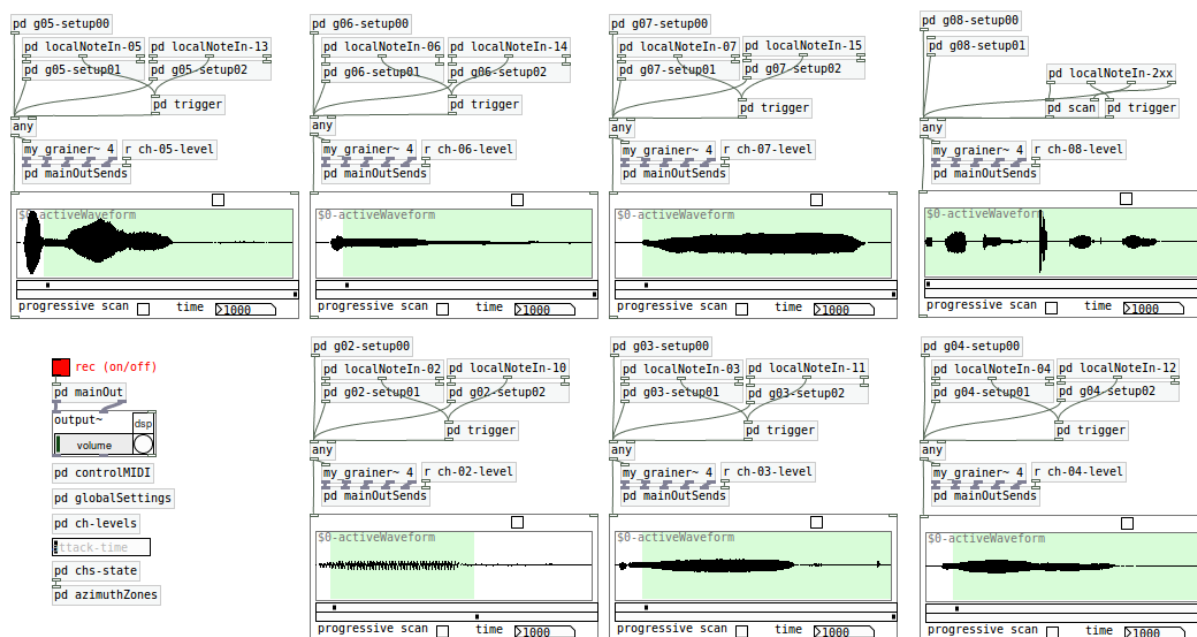 pd g05-setup00
pd localNoteIn-05 pd localNoteIn-13
pd g05-setup01 pd g05-setup02
pd trigger
any
my_grainer~ 4 r ch-05-level
pd mainOutSends
$0-activeWaveform
progressive scan time >1000
pd g06-setup00
pd localNoteIn-06 pd localNoteIn-14
pd g06-setup01 pd g06-setup02
pd trigger
any
my_grainer~ 4 r ch-06-level
pd mainOutSends
$0-activeWaveform
progressive scan time >1000
pd g07-setup00
pd localNoteIn-07 pd localNoteIn-15
pd g07-setup01 pd g07-setup02
pd trigger
any
my_grainer~ 4 r ch-07-level
pd mainOutSends
$0-activeWaveform
progressive scan time >1000
pd g08-setup00
pd g08-setup01
pd localNoteIn-2xx
pd scan pd trigger
any
my_grainer~ 4 r ch-08-level
pd mainOutSends
$0-activeWaveform
progressive scan time >1000
rec (on/off)
pd mainOut
output~ dsp
volume
pd controlMIDI
pd globalSettings
pd ch-levels
attack-time
pd chs-state
pd azimuthZones
pd g02-setup00
pd localNoteIn-02 pd localNoteIn-10
pd g02-setup01 pd g02-setup02
pd trigger
any
my_grainer~ 4 r ch-02-level
pd mainOutSends
$0-activeWaveform
progressive scan time >1000
pd g03-setup00
pd localNoteIn-03 pd localNoteIn-11
pd g03-setup01 pd g03-setup02
pd trigger
any
my_grainer~ 4 r ch-03-level
pd mainOutSends
$0-activeWaveform
progressive scan time >1000
pd g04-setup00
pd localNoteIn-04 pd localNoteIn-12
pd g04-setup01 pd g04-setup02
pd trigger
any
my_grainer~ 4 r ch-04-level
pd mainOutSends
$0-activeWaveform
progressive scan time >1000